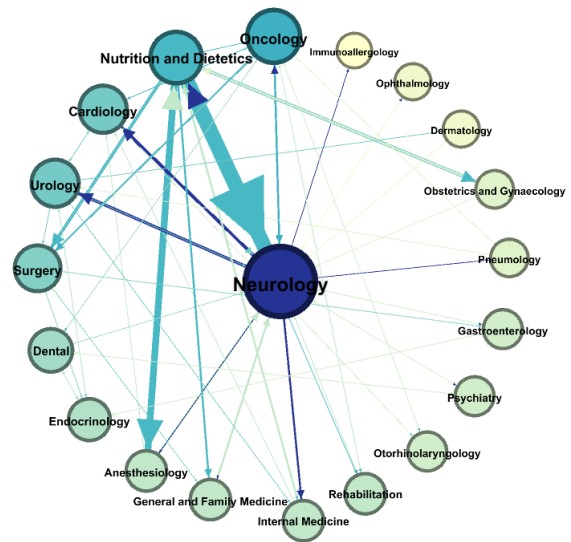 Oncology
Immunoallergology
Nutrition and Dietetics
Ophthalmology
Cardiology
Dermatology
Urology
Obstetrics and Gynaecology
Surgery
Pneumology
Neurology
Gastroenterology
Dental
Psychiatry
Endocrinology
Otorhinolaryngology
Anesthesiology
General and Family Medicine
Rehabilitation
Internal Medicine